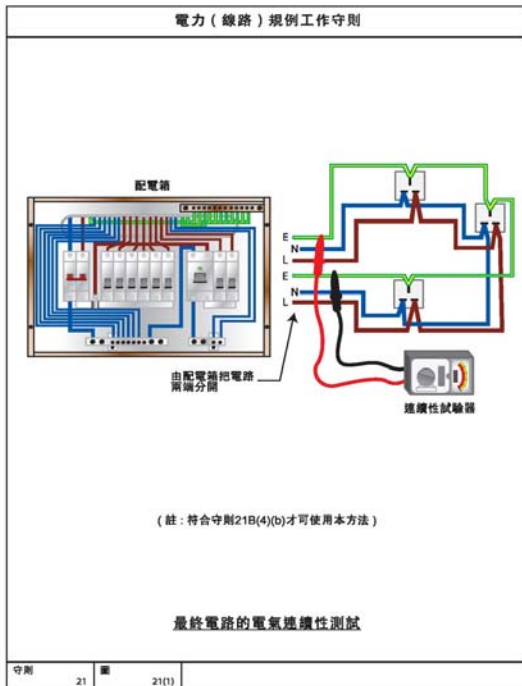 電力（線路）規例工作守則
配電箱
E
N
L
E
N
L
由配電箱把電路
兩端分開
連續性試驗器
（註：符合守則21B(4)(b)才可使用本方法）
最終電路的電氣連續性測試
守則 21 圖 21(1)